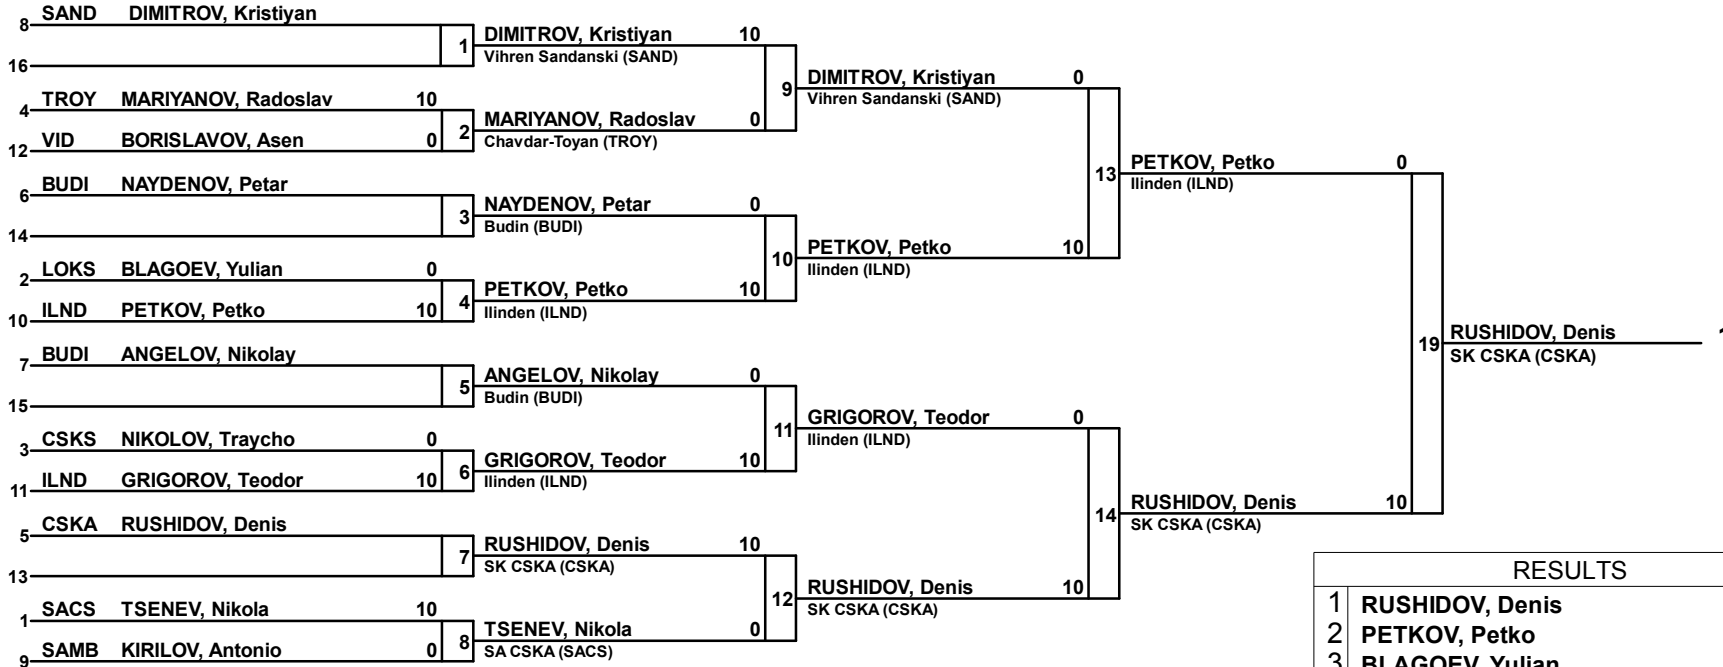 8 SAND DIMITROV, Kristiyan
1 DIMITROV, Kristiyan 10
Vihren Sandanski (SAND)
16
9 DIMITROV, Kristiyan 0
Vihren Sandanski (SAND)
4 TROY MARIYANOV, Radoslav 10
2 MARIYANOV, Radoslav 0
Chavdar-Toyan (TROY)
12 VID BORISLAVOV, Asen 0
13 PETKOV, Petko 0
Ilinden (ILND)
6 BUDI NAYDENOV, Petar
3 NAYDENOV, Petar 0
Budin (BUDI)
14
10 PETKOV, Petko 10
Ilinden (ILND)
2 LOKS BLAGOEV, Yulian 0
4 PETKOV, Petko 10
Ilinden (ILND)
10 ILND PETKOV, Petko 10
19 RUSHIDOV, Denis
SK CSKA (CSKA)
7 BUDI ANGELOV, Nikolay
5 ANGELOV, Nikolay 0
Budin (BUDI)
15
11 GRIGOROV, Teodor 0
Ilinden (ILND)
3 CSKS NIKOLOV, Traycho 0
6 GRIGOROV, Teodor 10
Ilinden (ILND)
11 ILND GRIGOROV, Teodor 10
14 RUSHIDOV, Denis 10
SK CSKA (CSKA)
5 CSKA RUSHIDOV, Denis
7 RUSHIDOV, Denis 10
SK CSKA (CSKA)
13
12 RUSHIDOV, Denis 10
SK CSKA (CSKA)
1 SACS TSENEV, Nikola 10
8 TSENEV, Nikola 0
SA CSKA (SACS)
9 SAMB KIRILOV, Antonio 0
RESULTS
1 RUSHIDOV, Denis
2 PETKOV, Petko
3 BLAGOEV, Yulian